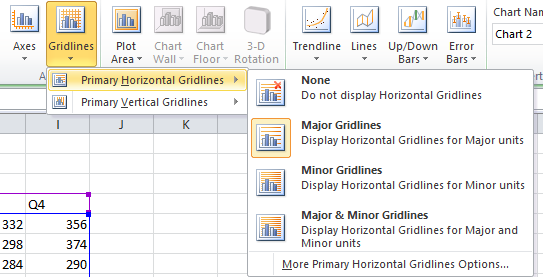 Axes
Gridlines
Plot
Area
Chart
Wall
Chart
Floor
3-D
Rotation
Trendline
Lines
Up/Down
Bars
Error
Bars
Chart Name
Chart 2
Primary Horizontal Gridlines
Primary Vertical Gridlines
None
Do not display Horizontal Gridlines
Major Gridlines
Display Horizontal Gridlines for Major units
Minor Gridlines
Display Horizontal Gridlines for Minor units
Major & Minor Gridlines
Display Horizontal Gridlines for Major and
Minor units
More Primary Horizontal Gridlines Options...
I J K
Q4
332 356
298 374
284 290